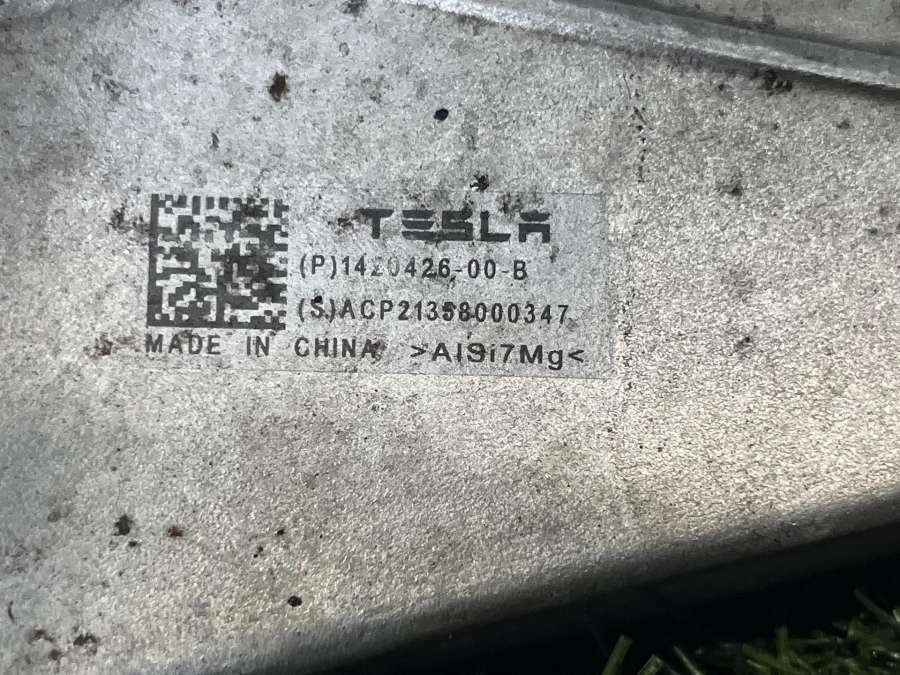 TESLA
(P)1420426-00-B
(S)ACP21358000347
MADE IN CHINA >AlSi7Mg<